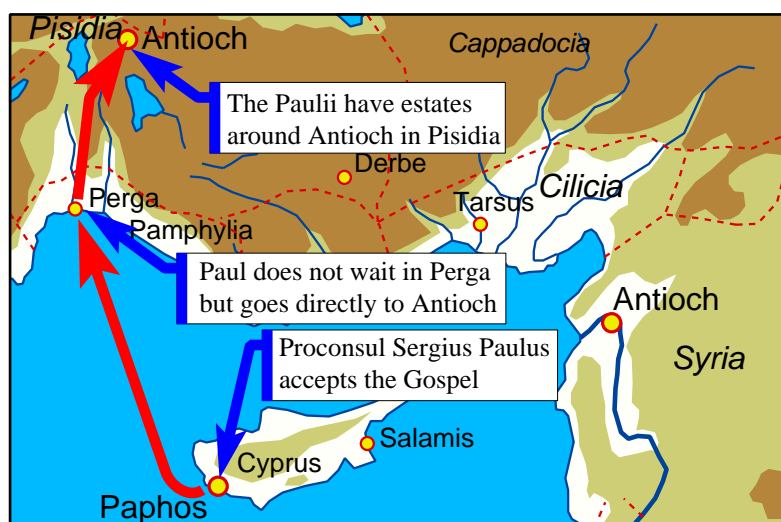 Pisidia
Antioch
Cappadocia
The Paulii have estates
around Antioch in Pisidia
Derbe
Cilicia
Perga
Tarsus
Pamphylia
Paul does not wait in Perga
but goes directly to Antioch
Antioch
Proconsul Sergius Paulus
accepts the Gospel
Syria
Salamis
Cyprus
Paphos